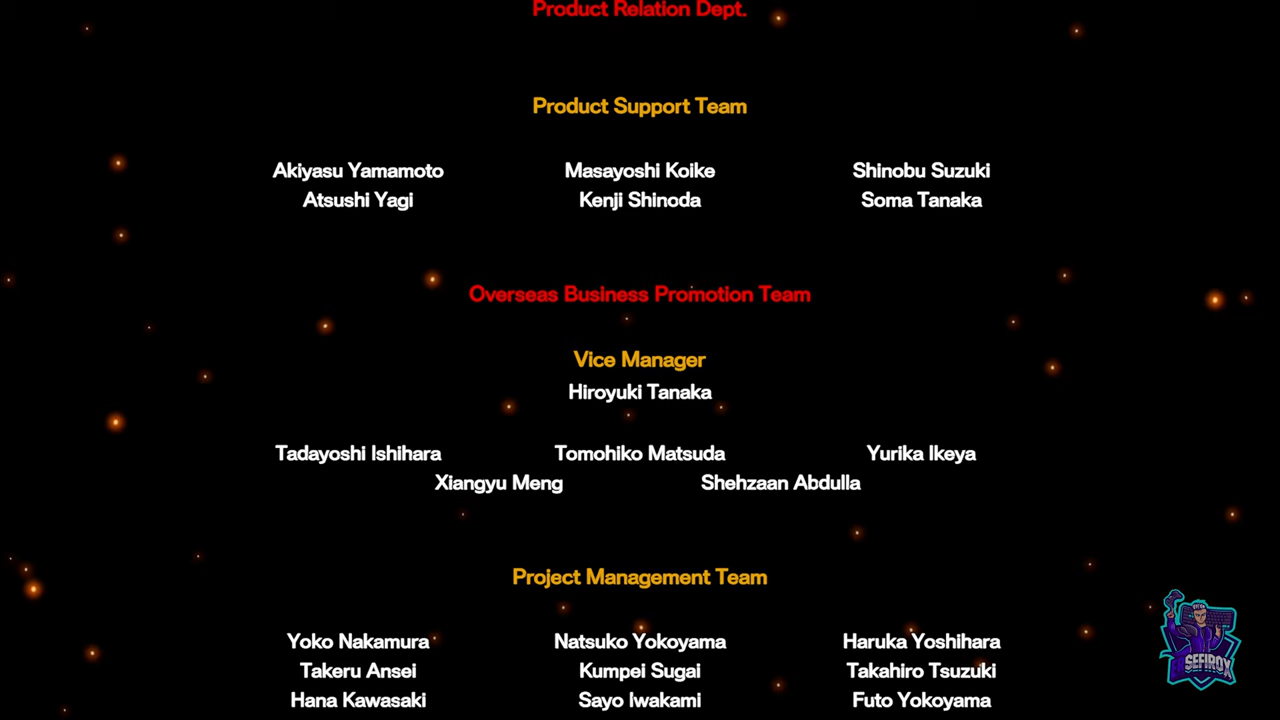 Product Relation Dept.
Product Support Team
Akiyasu Yamamoto Masayoshi Koike Shinobu Suzuki
Atsushi Yagi Kenji Shinoda Soma Tanaka
Overseas Business Promotion Team
Vice Manager
Hiroyuki Tanaka
Tadayoshi Ishihara Tomohiko Matsuda Yurika Ikeya
Xiangyu Meng Shehzaan Abdulla
Project Management Team
Yoko Nakamura Natsuko Yokoyama Haruka Yoshihara
Takeru Ansei Kumpei Sugai Takahiro Tsuzuki
Hana Kawasaki Sayo Iwakami Futo Yokoyama
SEFIROX